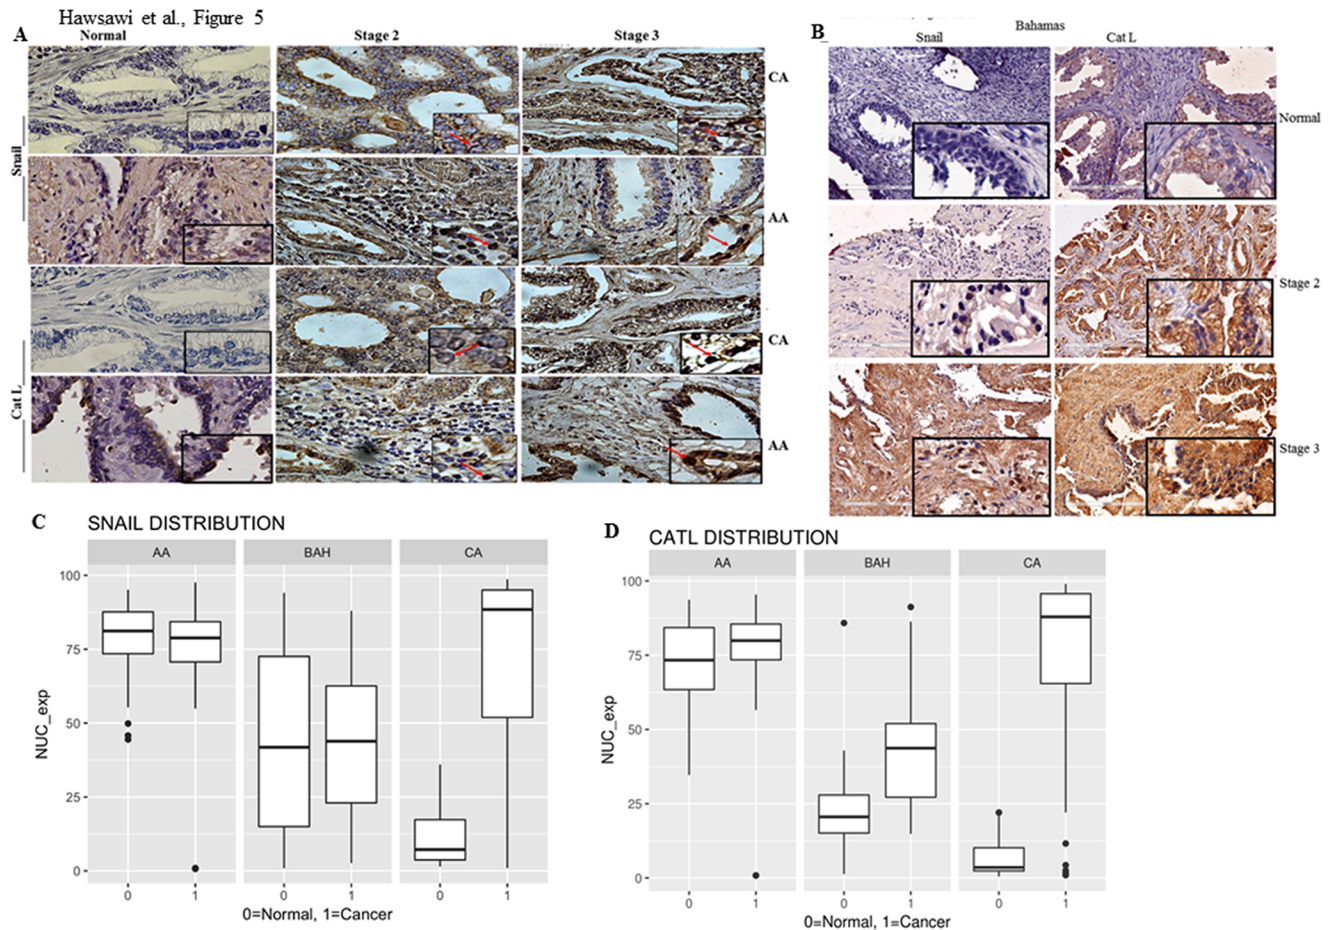 Hawsawi et al., Figure 5
A
Normal
Stage 2
Stage 3
Snail
CA
AA
Cat L
CA
AA
B
Bahamas
Snail
Cat L
Normal
Stage 2
Stage 3
C
SNAIL DISTRIBUTION
AA
BAH
CA
NUC_exp
100
75
50
25
0
0
1
0
1
0
1
0=Normal, 1=Cancer
D
CATL DISTRIBUTION
AA
BAH
CA
NUC_exp
100
75
50
25
0
0
1
0
1
0
1
0=Normal, 1=Cancer